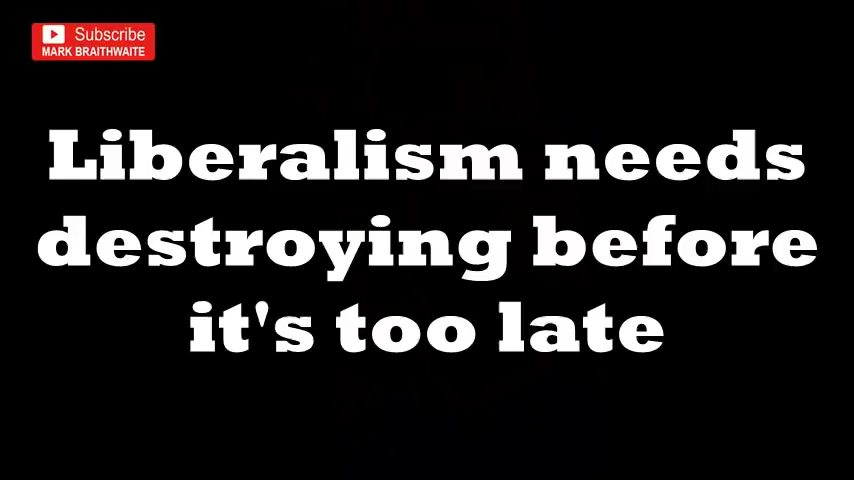 Subscribe
MARK BRAITHWAITE
Liberalism needs
destroying before
it's too late